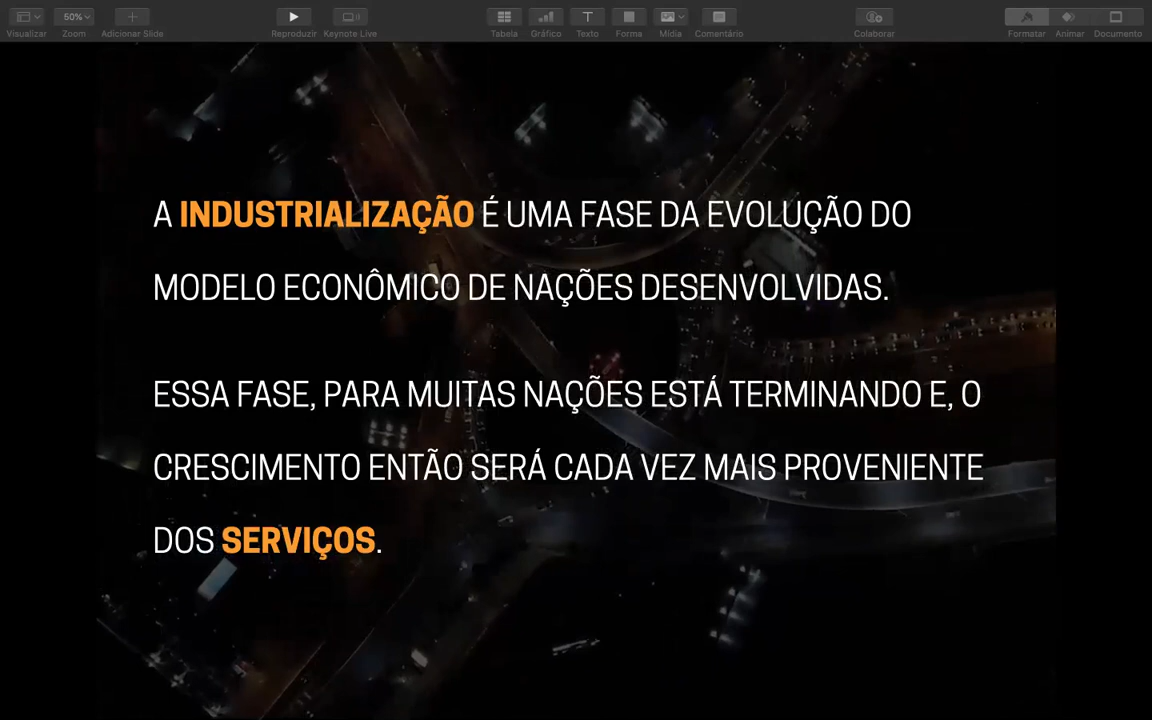 50%
Visualizar Zoom Adicionar Slide Reproduzir Keynote Live Tabela Gráfico Texto Forma Mídia Comentário Colaborar Formatar Animar Documento
A INDUSTRIALIZAÇÃO É UMA FASE DA EVOLUÇÃO DO
MODELO ECONÔMICO DE NAÇÕES DESENVOLVIDAS.
ESSA FASE, PARA MUITAS NAÇÕES ESTÁ TERMINANDO E, O
CRESCIMENTO ENTÃO SERÁ CADA VEZ MAIS PROVENIENTE
DOS SERVIÇOS.